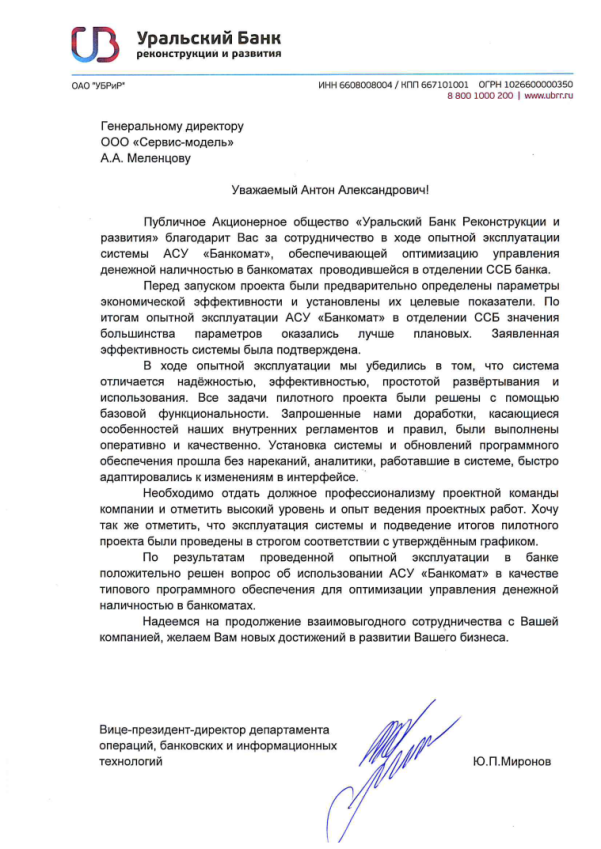 UB Уральский Банк
реконструкции и развития
ОАО "УБРиР"
ИНН 6608008004 / КПП 667101001 ОГРН 1026600000350
8 800 1000 200 | www.ubrr.ru
Генеральному директору
ООО «Сервис-модель»
А.А. Меленцову
Уважаемый Антон Александрович!
Публичное Акционерное общество «Уральский Банк Реконструкции и
развития» благодарит Вас за сотрудничество в ходе опытной эксплуатации
системы АСУ «Банкомат», обеспечивающей оптимизацию управления
денежной наличностью в банкоматах проводившейся в отделении ССБ банка.
Перед запуском проекта были предварительно определены параметры
экономической эффективности и установлены их целевые показатели. По
итогам опытной эксплуатации АСУ «Банкомат» в отделении ССБ значения
большинства параметров оказались лучше плановых. Заявленная
эффективность системы была подтверждена.
В ходе опытной эксплуатации мы убедились в том, что система
отличается надёжностью, эффективностью, простотой развёртывания и
использования. Все задачи пилотного проекта были решены с помощью
базовой функциональности. Запрошенные нами доработки, касающиеся
особенностей наших внутренних регламентов и правил, были выполнены
оперативно и качественно. Установка системы и обновлений программного
обеспечения прошла без нареканий, аналитики, работавшие в системе, быстро
адаптировались к изменениям в интерфейсе.
Необходимо отдать должное профессионализму проектной команды
компании и отметить высокий уровень и опыт ведения проектных работ. Хочу
так же отметить, что эксплуатация системы и подведение итогов пилотного
проекта были проведены в строгом соответствии с утверждённым графиком.
По результатам проведенной опытной эксплуатации в банке
положительно решен вопрос об использовании АСУ «Банкомат» в качестве
типового программного обеспечения для оптимизации управления денежной
наличностью в банкоматах.
Надеемся на продолжение взаимовыгодного сотрудничества с Вашей
компанией, желаем Вам новых достижений в развитии Вашего бизнеса.
Вице-президент-директор департамента
операций, банковских и информационных
технологий Ю.П.Миронов